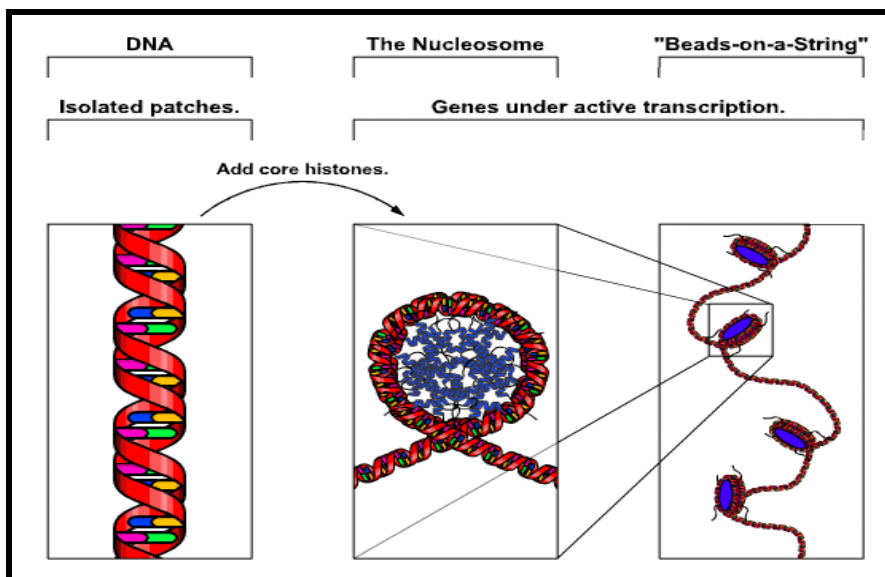 DNA
The Nucleosome
"Beads-on-a-String"
Isolated patches.
Genes under active transcription.
Add core histones.